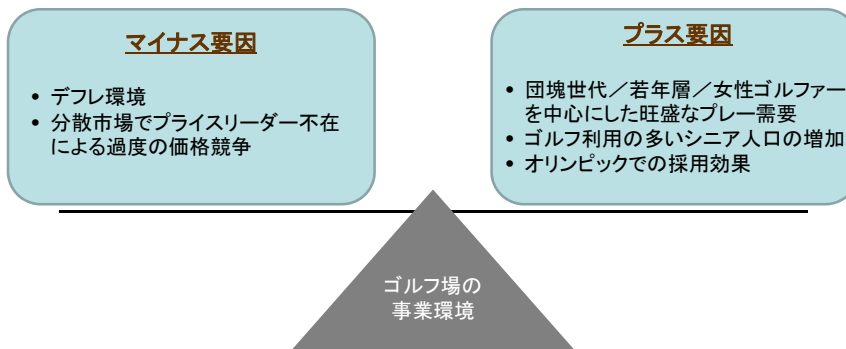 マイナス要因
• デフレ環境
• 分散市場でプライスリーダー不在
による過度の価格競争
プラス要因
• 団塊世代／若年層／女性ゴルファー
を中心にした旺盛なプレー需要
• ゴルフ利用の多いシニア人口の増加
• オリンピックでの採用効果
ゴルフ場の
事業環境